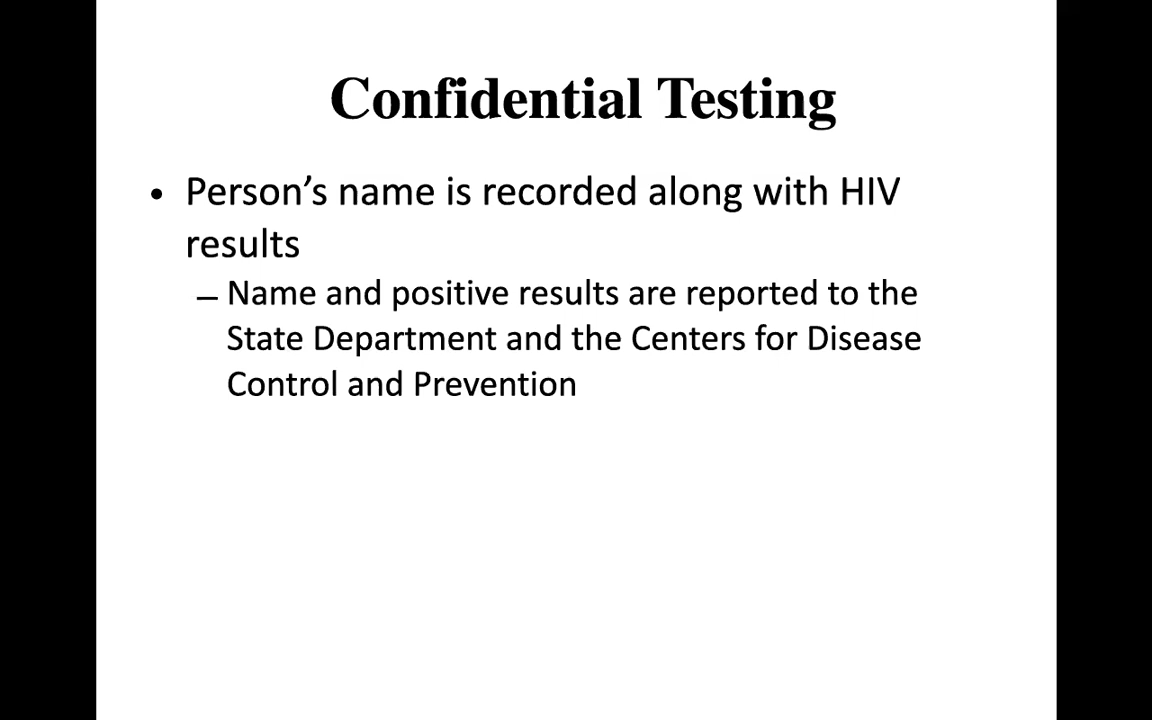 Confidential Testing
• Person’s name is recorded along with HIV
results
– Name and positive results are reported to the
State Department and the Centers for Disease
Control and Prevention